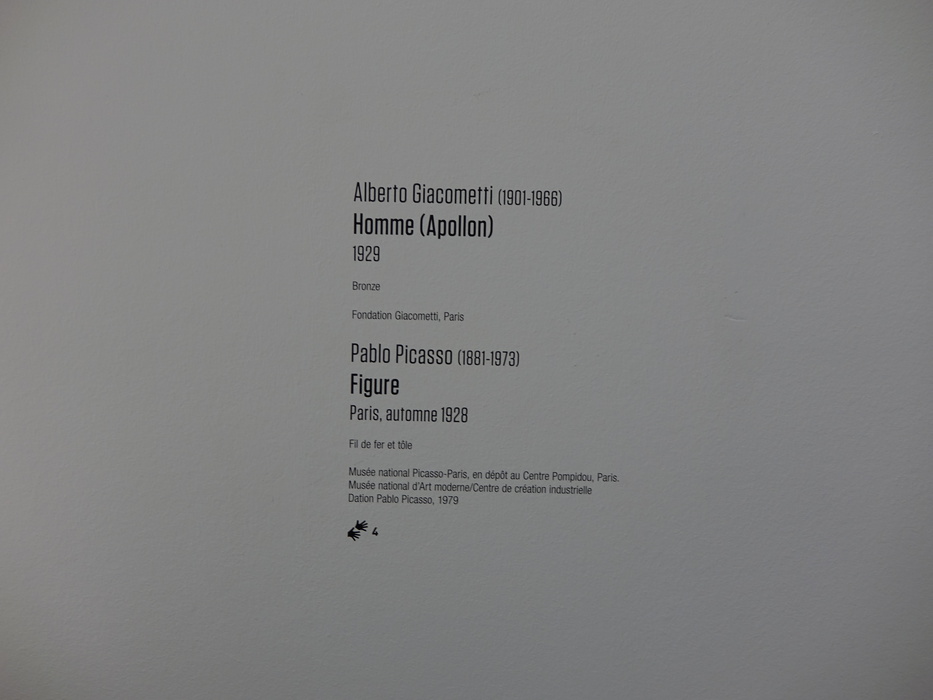 Alberto Giacometti (1901-1966)
Homme (Apollon)
1929
Bronze
Fondation Giacometti, Paris
Pablo Picasso (1881-1973)
Figure
Paris, automne 1928
Fil de fer et tôle
Musée national Picasso-Paris, en dépôt au Centre Pompidou, Paris.
Musée national d'Art moderne/Centre de création industrielle
Dation Pablo Picasso, 1979
4